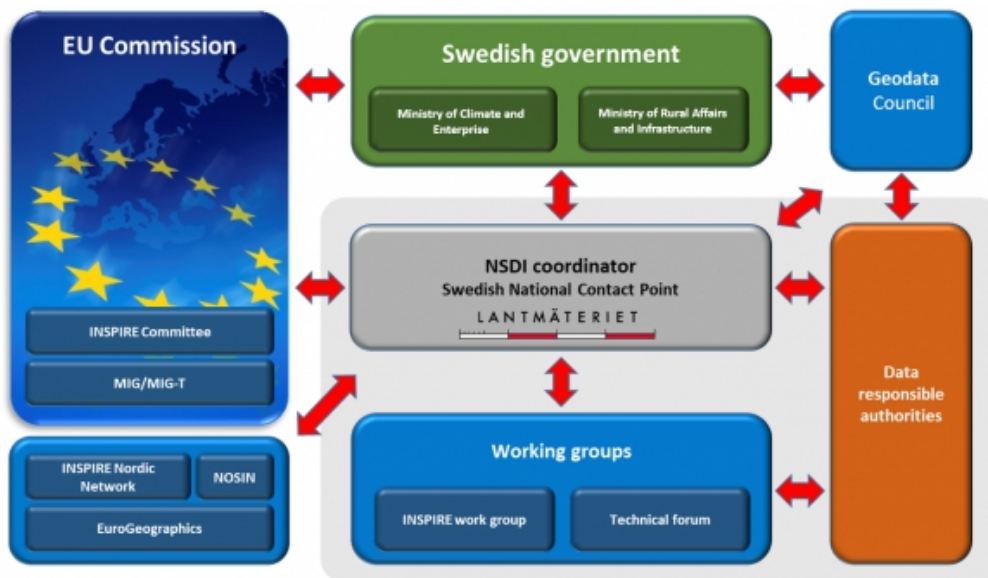 EU Commission
INSPIRE Committee
MIG/MIG-T
INSPIRE Nordic
Network
NOSIN
EuroGeographics
Swedish government
Ministry of Climate and
Enterprise
Ministry of Rural Affairs
and Infrastructure
Geodata
Council
NSDI coordinator
Swedish National Contact Point
LANTMÄTERIET
Working groups
INSPIRE work group
Technical forum
Data
responsible
authorities